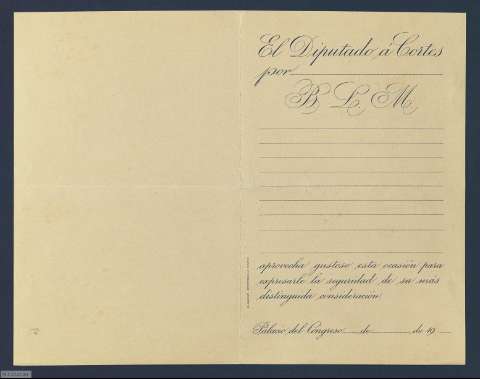 El Diputado á Cortes
por
B. L. M.
aprovecha gustoso esta ocasión para
expresarle la seguridad de su más
distinguida consideración.
Palacio del Congreso de de 19